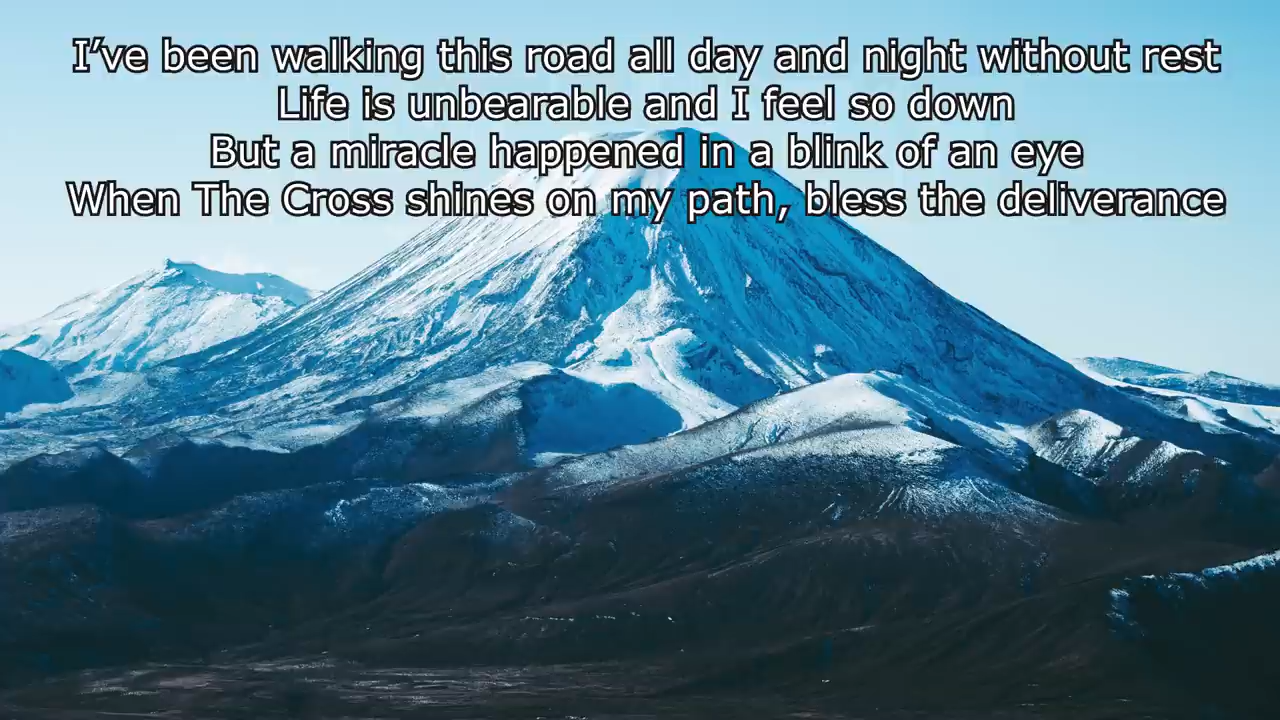 I’ve been walking this road all day and night without rest
Life is unbearable and I feel so down
But a miracle happened in a blink of an eye
When The Cross shines on my path, bless the deliverance